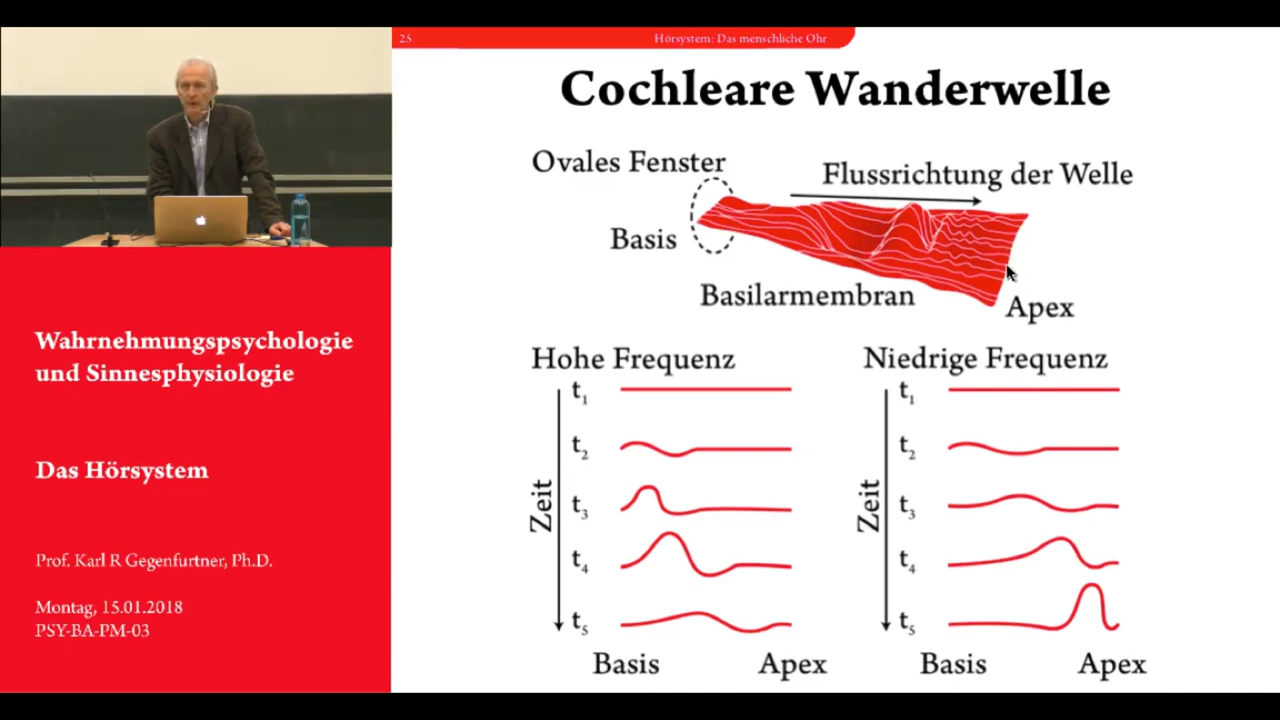 25
Hörsystem: Das menschliche Ohr
Cochleare Wanderwelle
Ovales Fenster
Flussrichtung der Welle
Basis
Basilarmembran
Apex
Hohe Frequenz
Zeit
t₁
t₂
t₃
t₄
t₅
Basis
Apex
Niedrige Frequenz
Zeit
t₁
t₂
t₃
t₄
t₅
Basis
Apex
Wahrnehmungspsychologie
und Sinnesphysiologie
Das Hörsystem
Prof. Karl R Gegenfurtner, Ph.D.
Montag, 15.01.2018
PSY-BA-PM-03